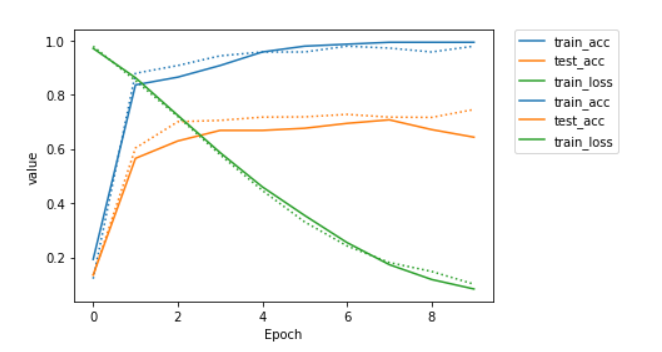 1.0
0.8
0.6
0.4
0.2
value
0 2 4 6 8
Epoch
train_acc
test_acc
train_loss
train_acc
test_acc
train_loss